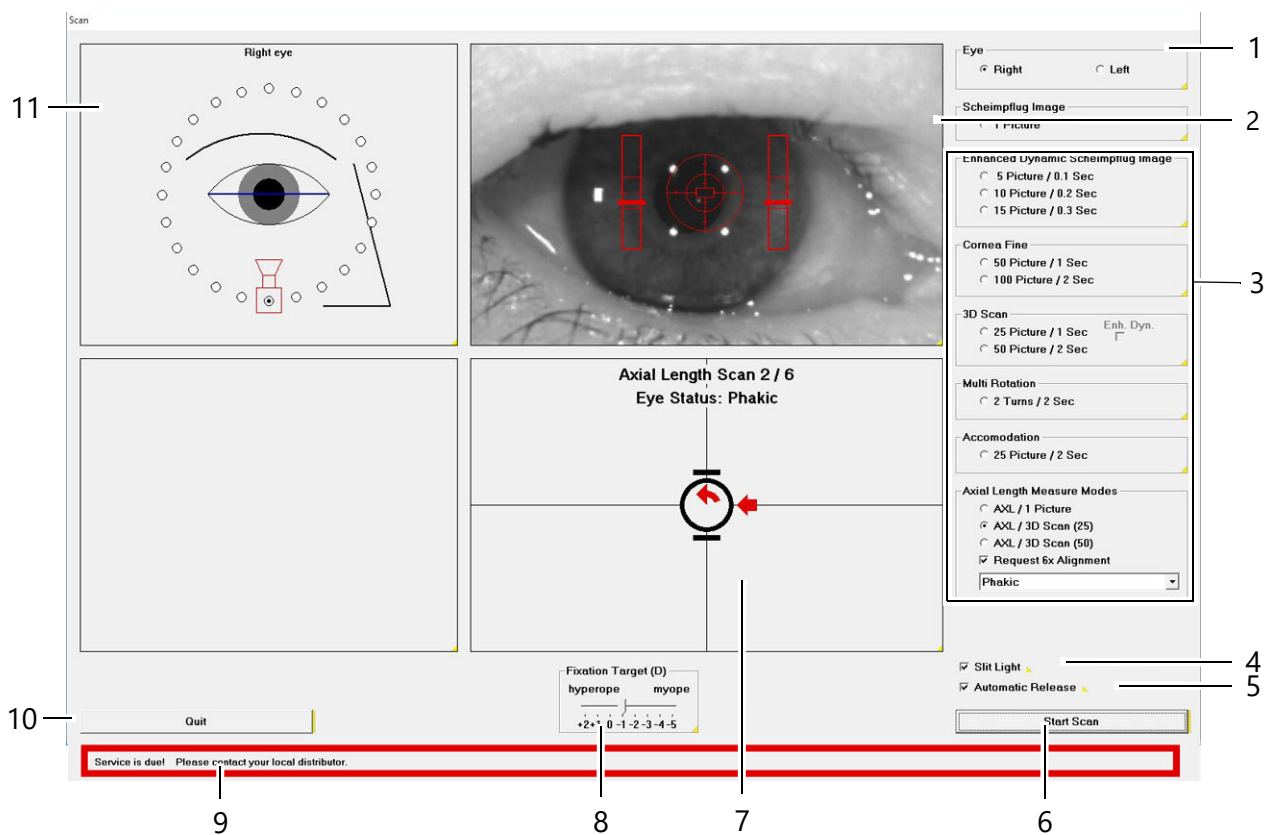 Scan
Right eye
Eye
Right
Left
Scheimpflug Image
1 Picture
Enhanced Dynamic Scheimpflug Image
5 Picture / 0.1 Sec
10 Picture / 0.2 Sec
15 Picture / 0.3 Sec
Cornea Fine
50 Picture / 1 Sec
100 Picture / 2 Sec
3D Scan
25 Picture / 1 Sec
Enh. Dyn.
50 Picture / 2 Sec
Multi Rotation
2 Turns / 2 Sec
Accomodation
25 Picture / 2 Sec
Axial Length Measure Modes
AXL / 1 Picture
AXL / 3D Scan (25)
AXL / 3D Scan (50)
Request 6x Alignment
Phakic
Axial Length Scan 2 / 6
Eye Status: Phakic
Slit Light
Automatic Release
Fixation Target (D)
hyperope myope
+2+1 0 -1 -2 -3 -4 -5
Quit
Start Scan
Service is due! Please contact your local distributor.
1
2
3
4
5
6
7
8
9
10
11